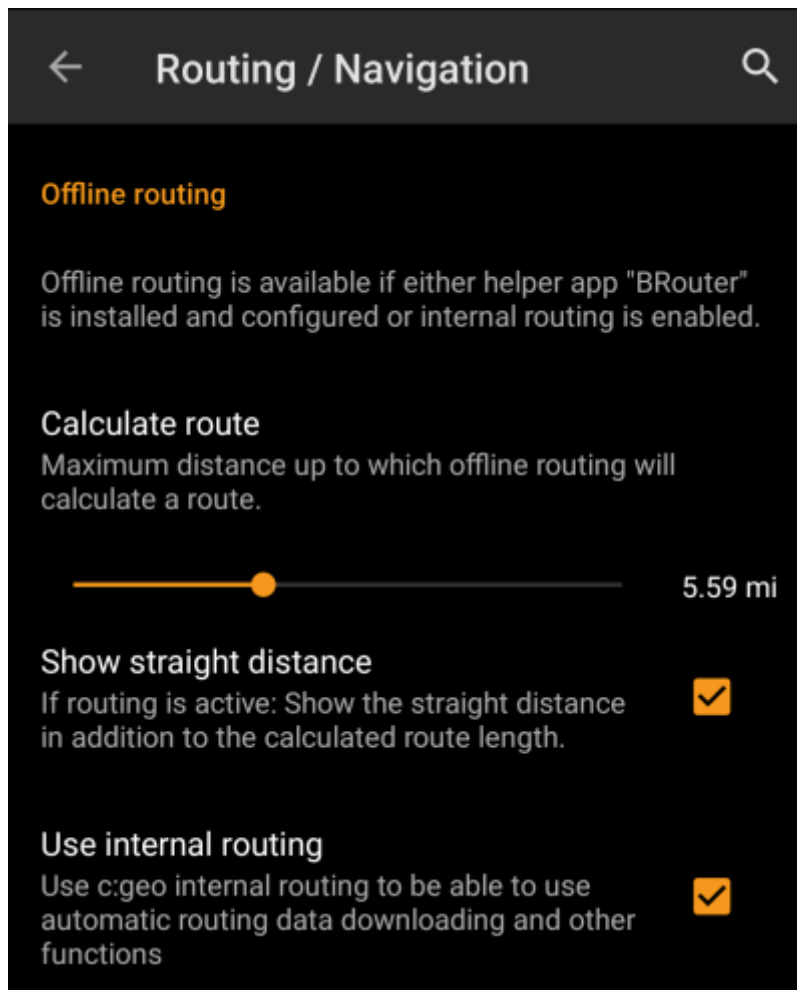 Routing / Navigation
Offline routing
Offline routing is available if either helper app "BRouter"
is installed and configured or internal routing is enabled.
Calculate route
Maximum distance up to which offline routing will
calculate a route.
5.59 mi
Show straight distance
If routing is active: Show the straight distance
in addition to the calculated route length.
Use internal routing
Use c:geo internal routing to be able to use
automatic routing data downloading and other
functions